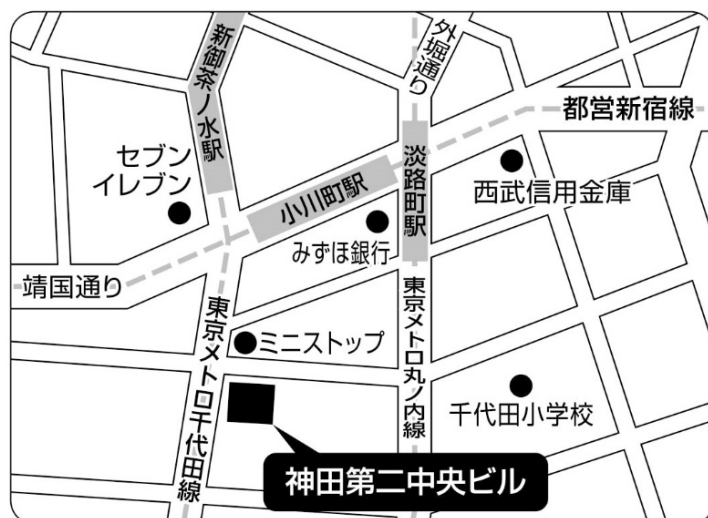 新御茶ノ水駅
外堀通り
都営新宿線
セブン
イレブン
小川町駅
淡路町駅
西武信用金庫
みずほ銀行
靖国通り
東京メトロ千代田線
東京メトロ丸ノ内線
ミニストップ
千代田小学校
神田第二中央ビル